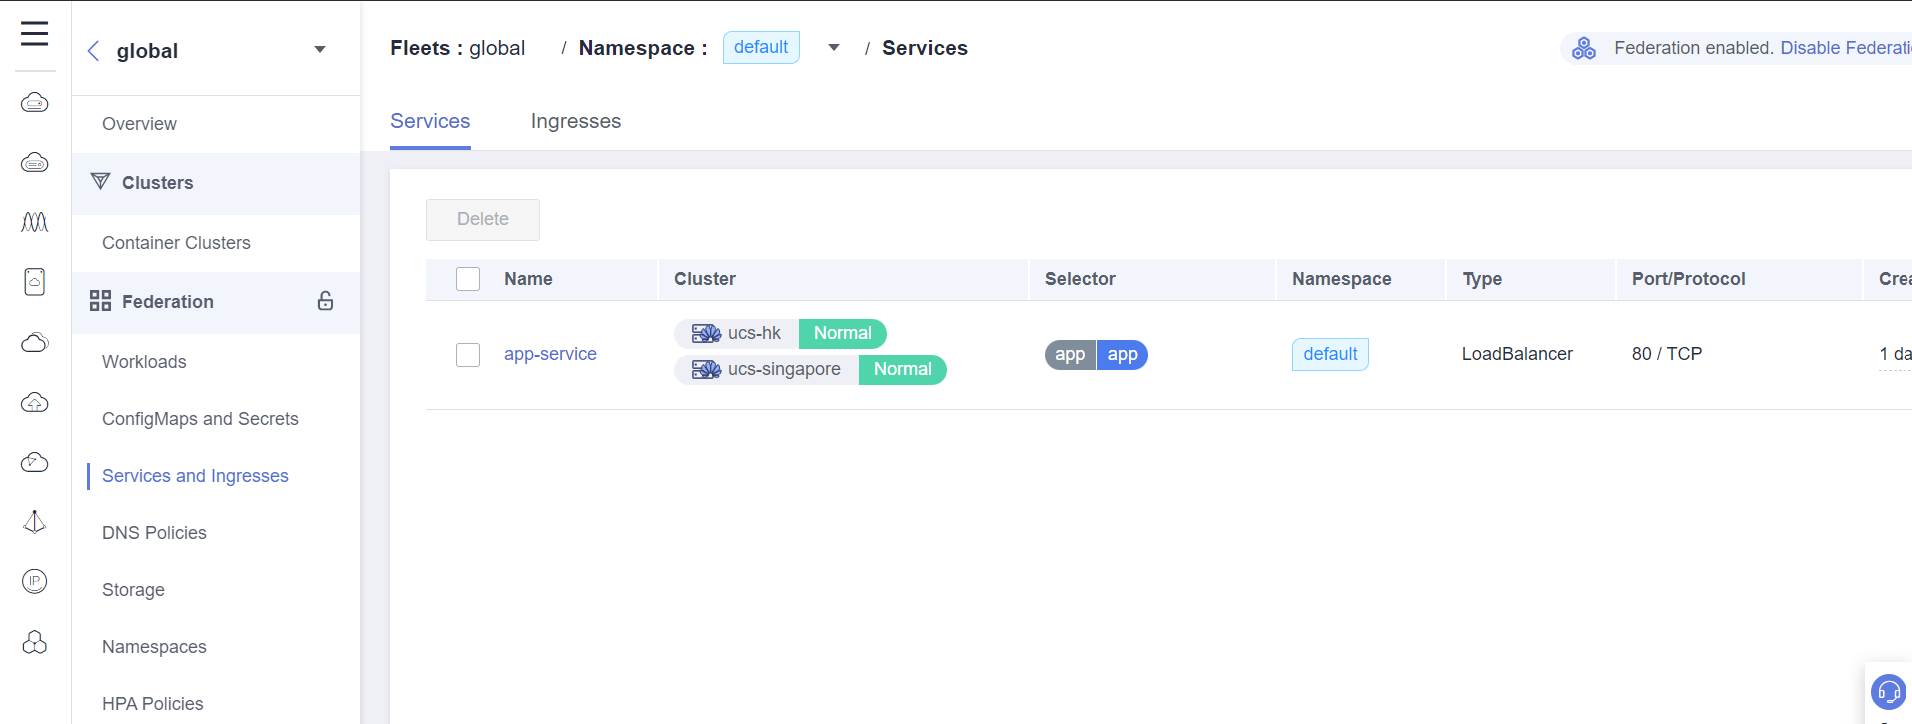 global
Fleets : global / Namespace : default / Services
Federation enabled. Disable Federati
Overview
Clusters
Container Clusters
Federation
Workloads
ConfigMaps and Secrets
Services and Ingresses
DNS Policies
Storage
Namespaces
HPA Policies
IP
Services Ingresses
Delete
Name Cluster Selector Namespace Type Port/Protocol Crea
app-service ucs-hk Normal app app default LoadBalancer 80 / TCP 1 da
ucs-singapore Normal